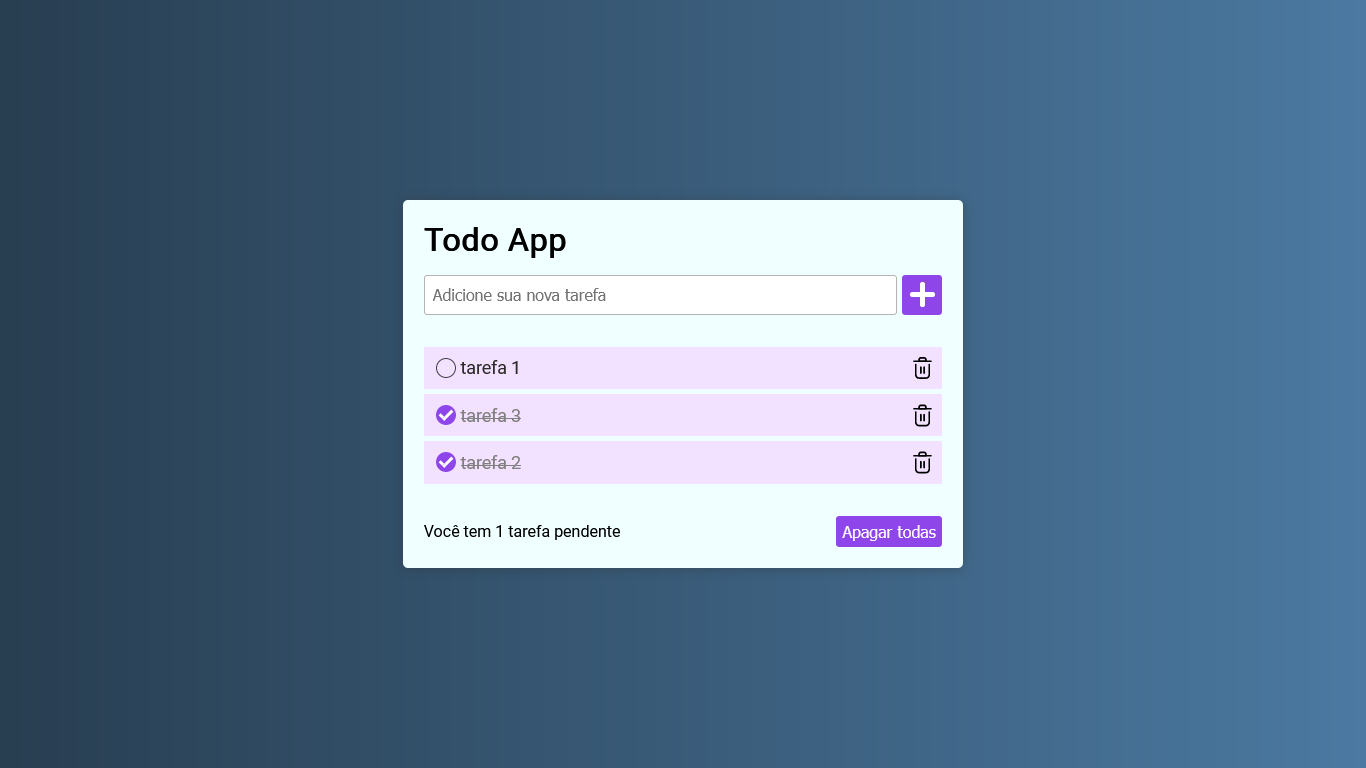 Todo App
Adicione sua nova tarefa
tarefa 1
tarefa 3
tarefa 2
Você tem 1 tarefa pendente
Apagar todas